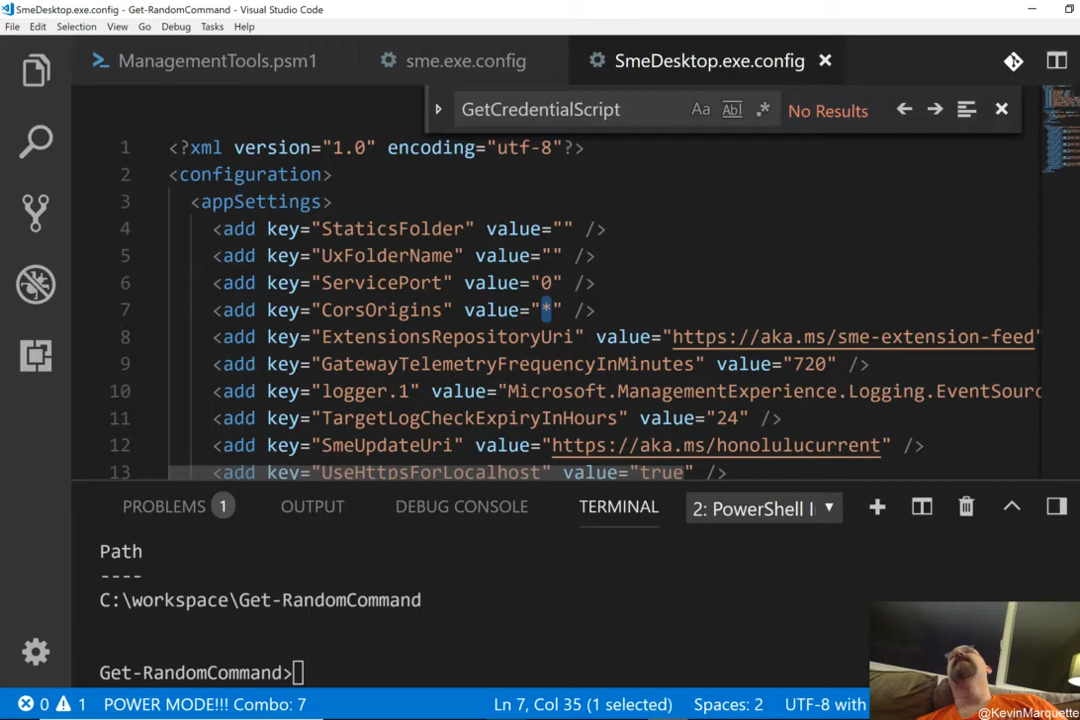 SmeDesktop.exe.config - Get-RandomCommand - Visual Studio Code
File Edit Selection View Go Debug Tasks Help
ManagementTools.psm1 sme.exe.config SmeDesktop.exe.config
GetCredentialScript Aa Abl .* No Results
1 <?xml version="1.0" encoding="utf-8"?>
2 <configuration>
3 <appSettings>
4 <add key="StaticsFolder" value="" />
5 <add key="UxFolderName" value="" />
6 <add key="ServicePort" value="0" />
7 <add key="CorsOrigins" value="*" />
8 <add key="ExtensionsRepositoryUri" value="https://aka.ms/sme-extension-feed"
9 <add key="GatewayTelemetryFrequencyInMinutes" value="720" />
10 <add key="logger.1" value="Microsoft.ManagementExperience.Logging.EventSourc
11 <add key="TargetLogCheckExpiryInHours" value="24" />
12 <add key="SmeUpdateUri" value="https://aka.ms/honolulucurrent" />
13 <add key="UseHttpsForLocalhost" value="true" />
PROBLEMS 1 OUTPUT DEBUG CONSOLE TERMINAL 2: PowerShell I
Path
----
C:\workspace\Get-RandomCommand
Get-RandomCommand>
0 1 POWER MODE!!! Combo: 7 Ln 7, Col 35 (1 selected) Spaces: 2 UTF-8 with
@KevinMarquette